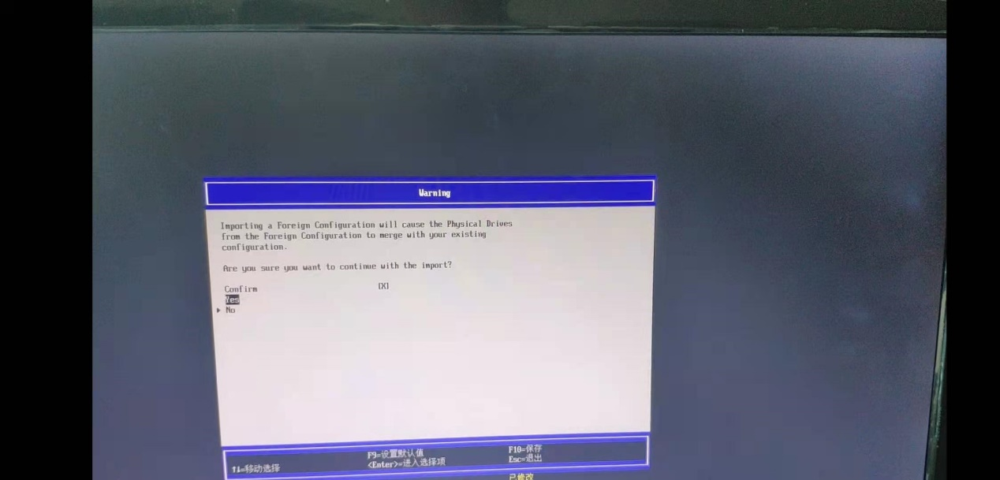 Warning
Importing a Foreign Configuration will cause the Physical Drives
from the Foreign Configuration to merge with your existing
configuration.
Are you sure you want to continue with the import?
Confirm [X]
Yes
▶ No
F9=设置默认值 F10=保存
↑↓=移动选择 <Enter>=进入选择项 Esc=退出
已修改